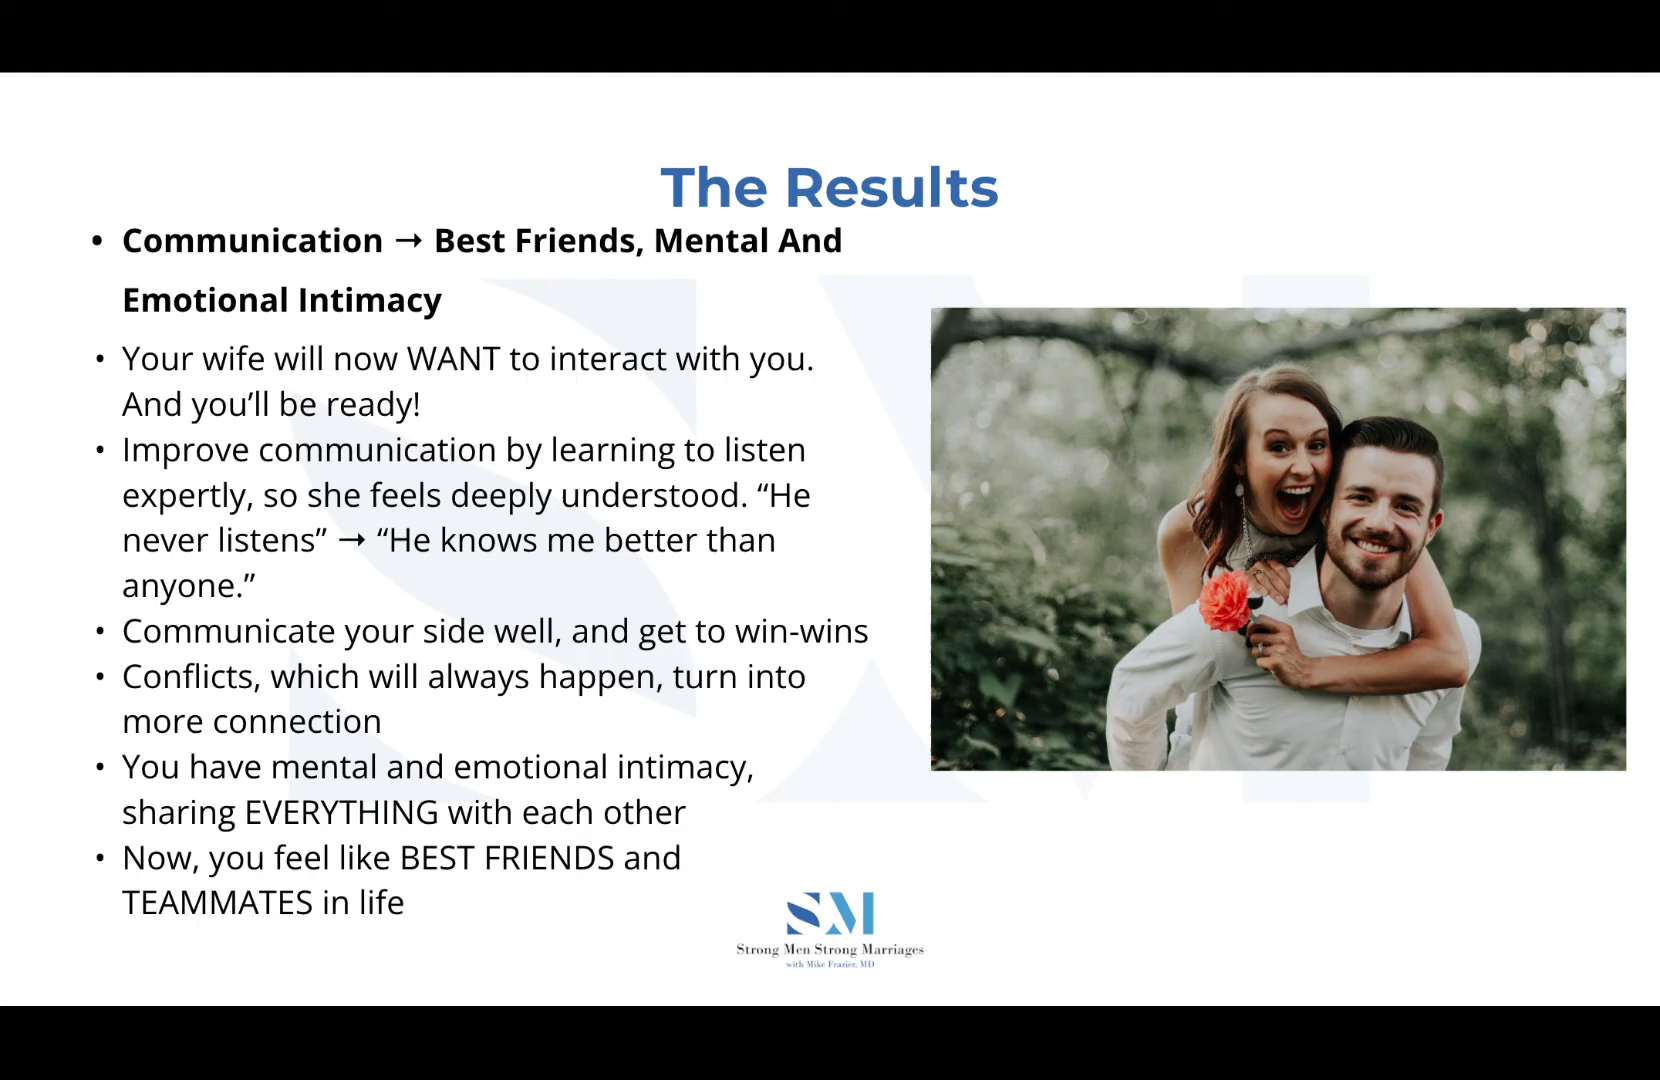 The Results
• Communication → Best Friends, Mental And
Emotional Intimacy
• Your wife will now WANT to interact with you.
And you’ll be ready!
• Improve communication by learning to listen
expertly, so she feels deeply understood. “He
never listens” → “He knows me better than
anyone.”
• Communicate your side well, and get to win-wins
• Conflicts, which will always happen, turn into
more connection
• You have mental and emotional intimacy,
sharing EVERYTHING with each other
• Now, you feel like BEST FRIENDS and
TEAMMATES in life
SM
Strong Men Strong Marriages
with Mike Frazier, MD